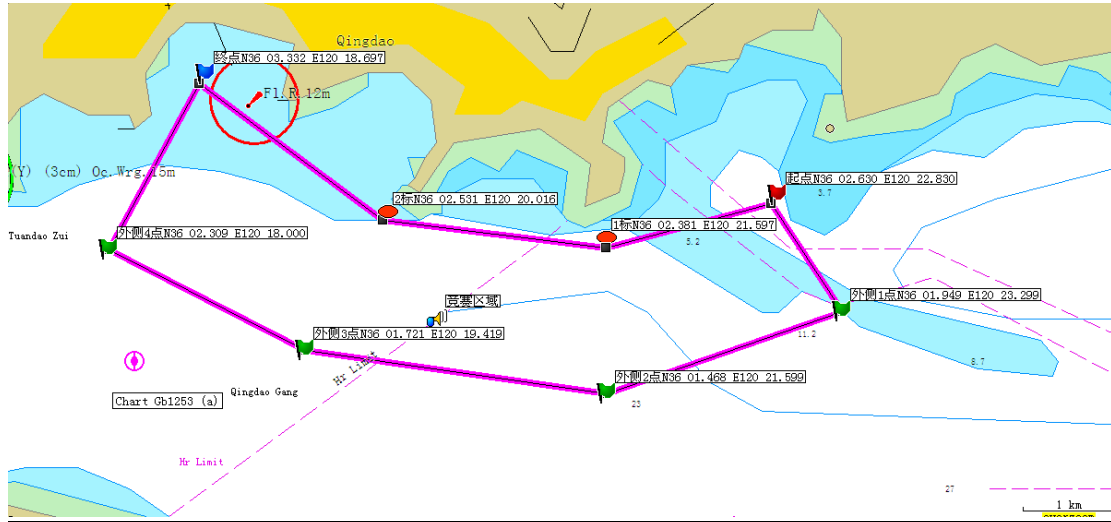 Qingdao
终点N36 03.332 E120 18.697
Fl.R.12m
(Y) (3cm) Oc.Wrg.15m
起点N36 02.630 E120 22.830
3.7
2标N36 02.531 E120 20.016
1标N36 02.381 E120 21.597
5.2
Tuandao Zui
外侧4点N36 02.309 E120 18.000
外侧1点N36 01.949 E120 23.299
竞赛区域
11.2
外侧3点N36 01.721 E120 19.419
8.7
Hr Limit
外侧2点N36 01.468 E120 21.599
Qingdao Gang
Chart Gb1253 (a)
23
Hr Limit
27
1 km
overzoom